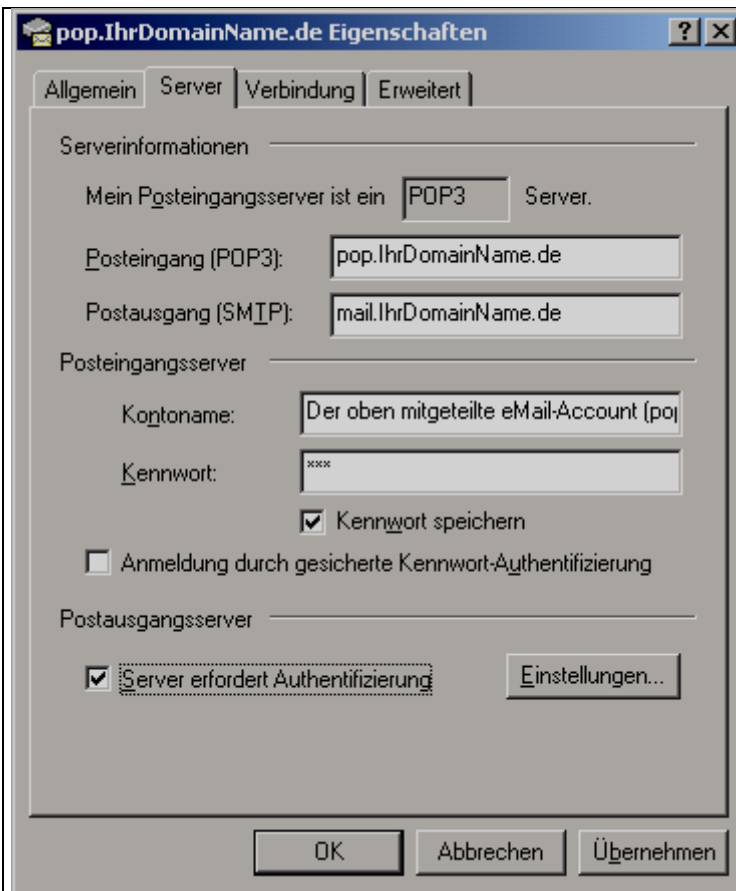 pop.IhrDomainName.de Eigenschaften
Allgemein Server Verbindung Erweitert
Serverinformationen
Mein Posteingangsserver ist ein POP3 Server.
Posteingang (POP3): pop.IhrDomainName.de
Postausgang (SMTP): mail.IhrDomainName.de
Posteingangsserver
Kontoname: Der oben mitgeteilte eMail-Account (pop
Kennwort: ***
Kennwort speichern
Anmeldung durch gesicherte Kennwort-Authentifizierung
Postausgangsserver
Server erfordert Authentifizierung Einstellungen...
OK Abbrechen Übernehmen